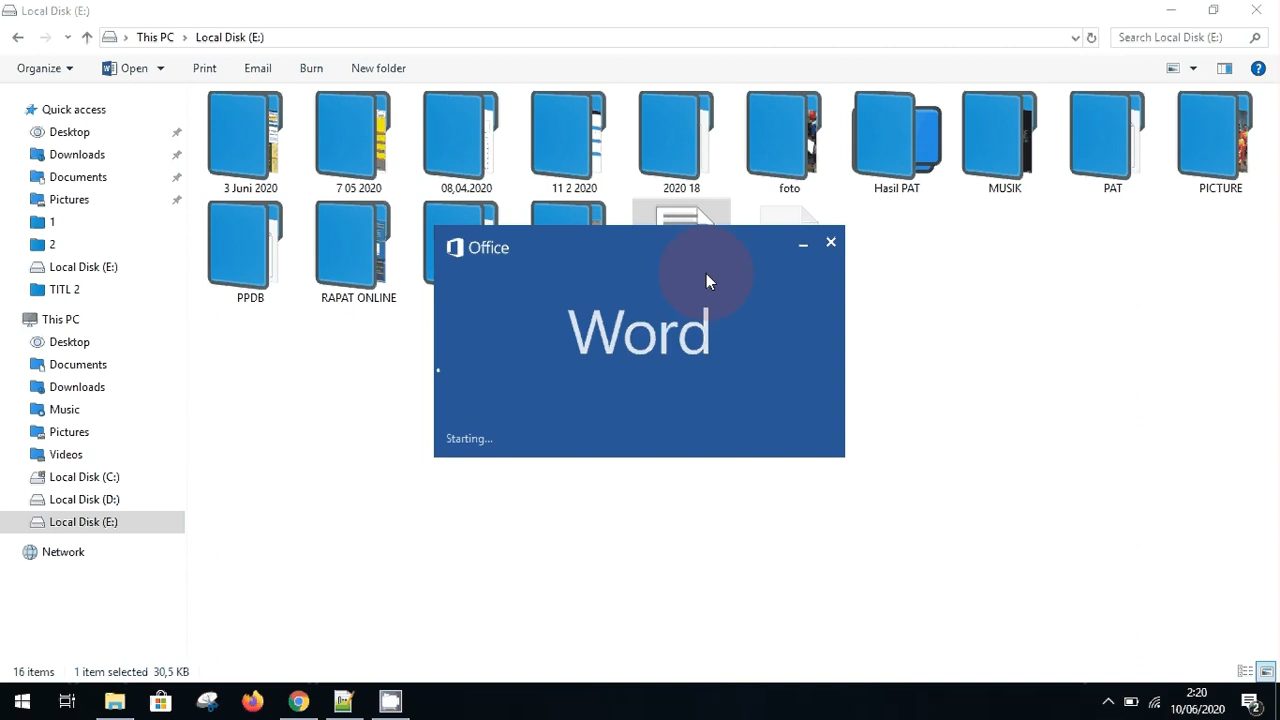 Local Disk (E:)
This PC > Local Disk (E:)
Search Local Disk (E:)
Organize
Open
Print
Email
Burn
New folder
Quick access
Desktop
Downloads
Documents
Pictures
1
2
Local Disk (E:)
TITL 2
This PC
Desktop
Documents
Downloads
Music
Pictures
Videos
Local Disk (C:)
Local Disk (D:)
Local Disk (E:)
Network
3 Juni 2020
7 05 2020
08,04.2020
11 2 2020
2020 18
foto
Hasil PAT
MUSIK
PAT
PICTURE
PPDB
RAPAT ONLINE
Office
Word
Starting...
16 items
1 item selected 30,5 KB
2:20
10/06/2020
2